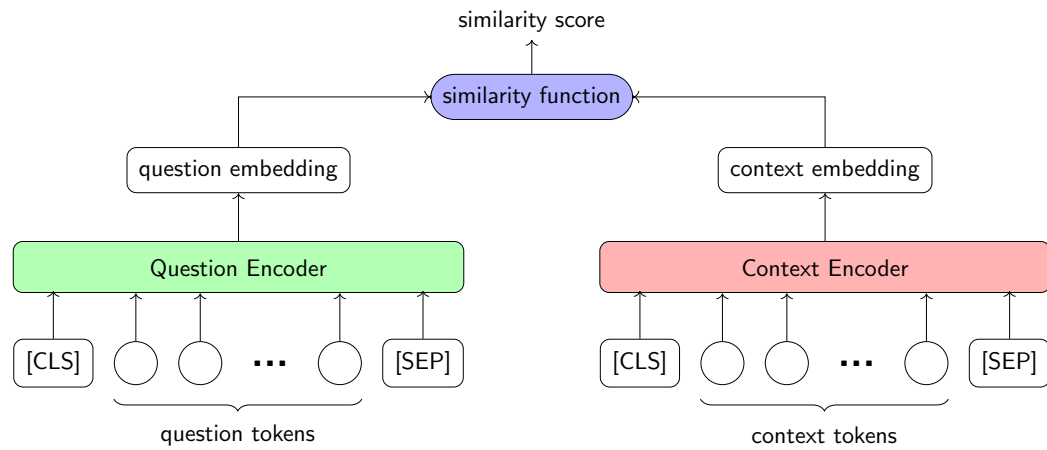 similarity score
similarity function
question embedding
context embedding
Question Encoder
Context Encoder
[CLS]
...
[SEP]
[CLS]
...
[SEP]
question tokens
context tokens